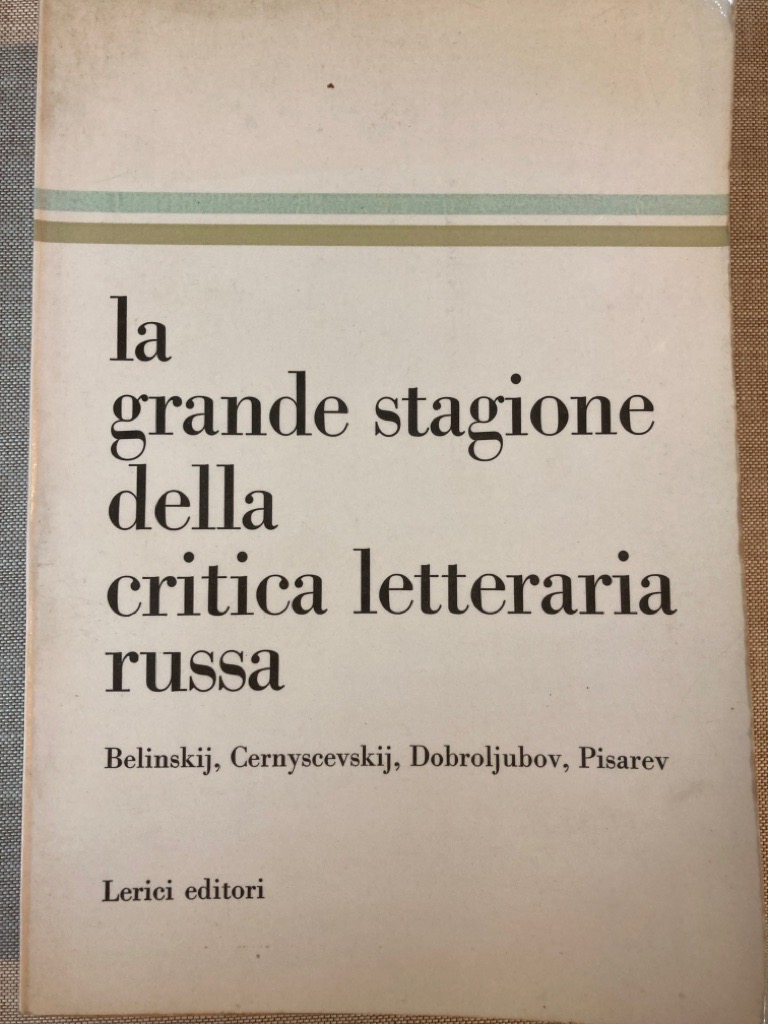 la
grande stagione
della
critica letteraria
russa
Belinskij, Cernyscevskij, Dobroljubov, Pisarev
Lerici editori